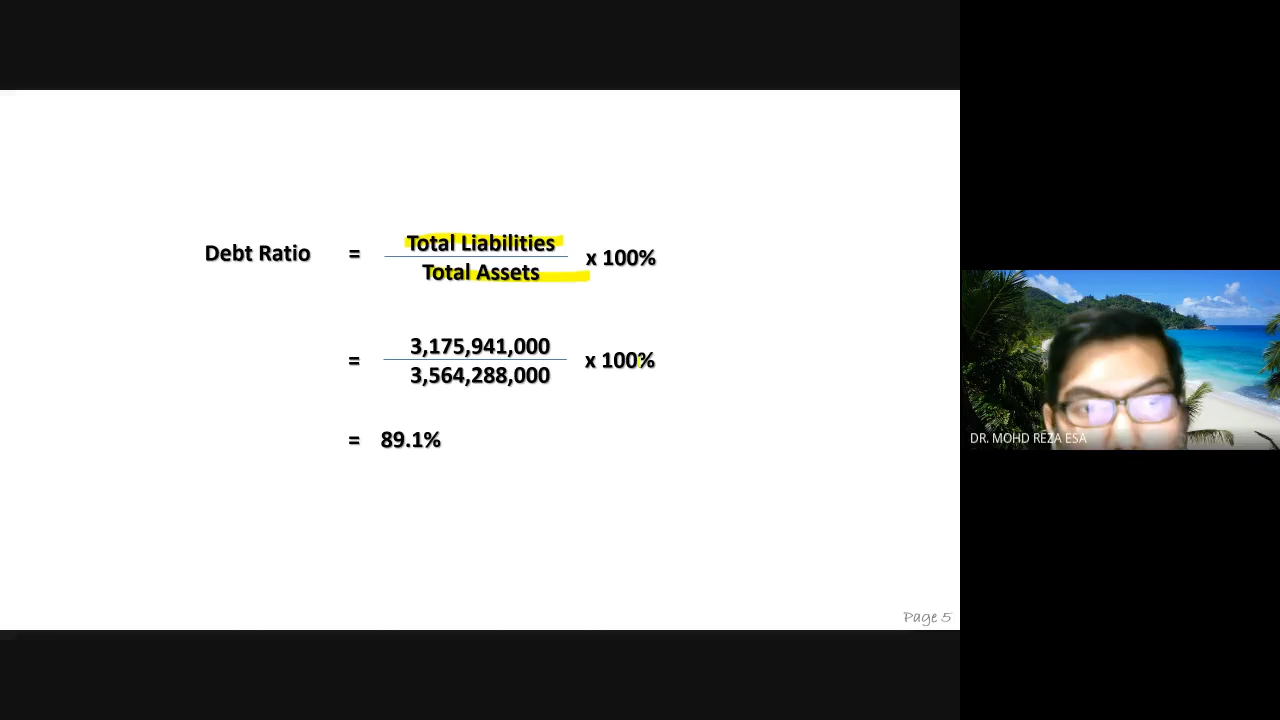 Total Liabilities
Debt Ratio = x 100%
Total Assets
3,175,941,000
= x 100%
3,564,288,000
= 89.1%
DR. MOHD REZA ESA
Page 5